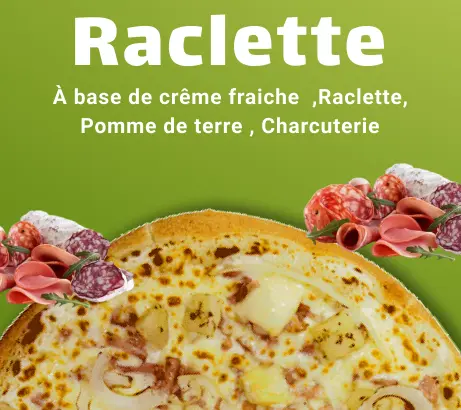 Raclette
À base de crême fraiche  ,Raclette,
Pomme de terre , Charcuterie